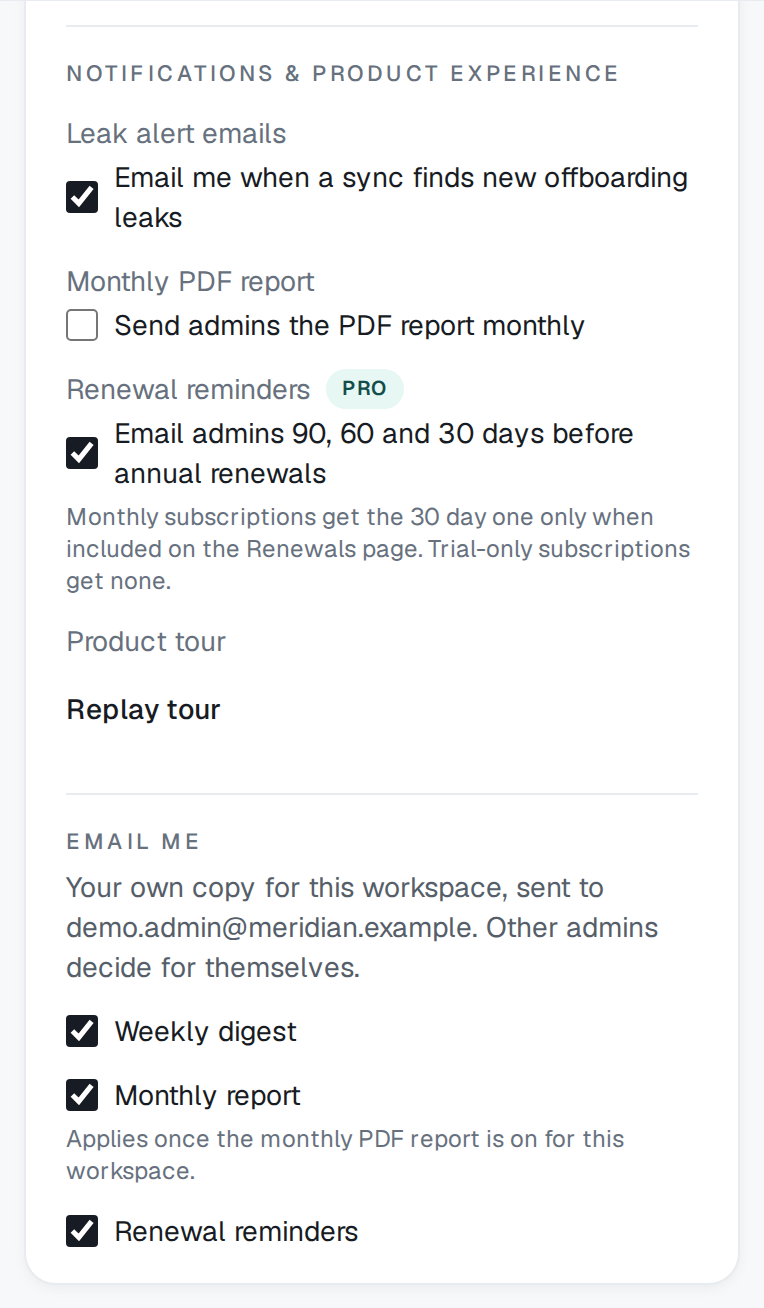 NOTIFICATIONS & PRODUCT EXPERIENCE
Leak alert emails
Email me when a sync finds new offboarding
leaks
Monthly PDF report
Send admins the PDF report monthly
Renewal reminders PRO
Email admins 90, 60 and 30 days before
annual renewals
Monthly subscriptions get the 30 day one only when
included on the Renewals page. Trial-only subscriptions
get none.
Product tour
Replay tour
EMAIL ME
Your own copy for this workspace, sent to
demo.admin@meridian.example. Other admins
decide for themselves.
Weekly digest
Monthly report
Applies once the monthly PDF report is on for this
workspace.
Renewal reminders